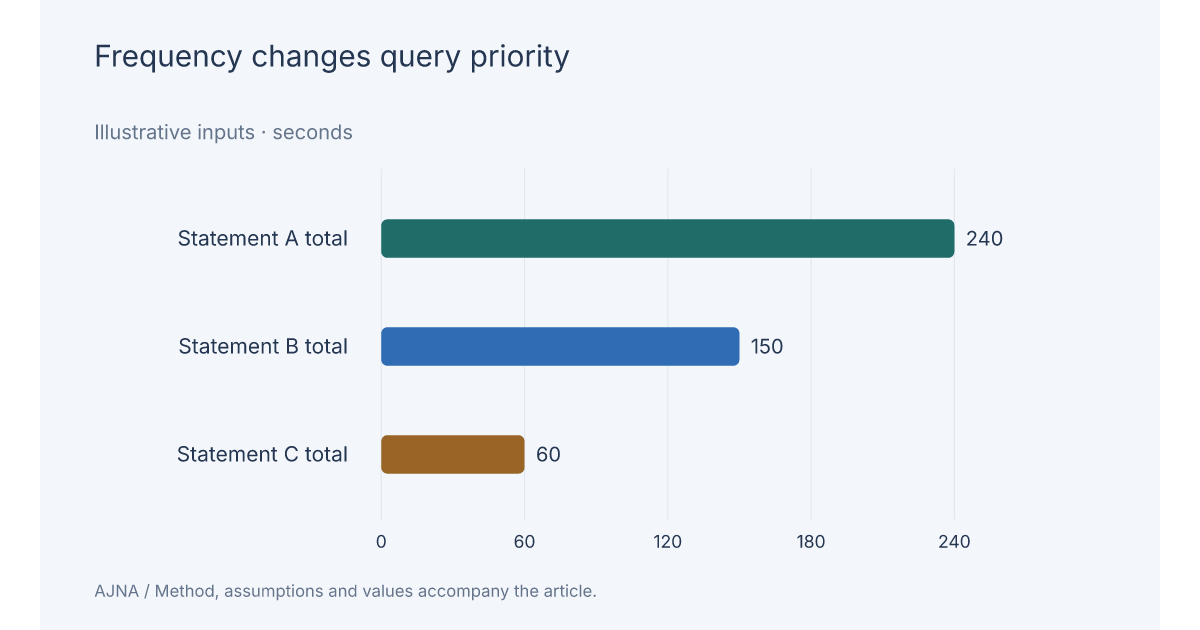 Frequency changes query priority
Illustrative inputs · seconds
Statement A total 240
Statement B total 150
Statement C total 60
0 60 120 180 240
AJNA / Method, assumptions and values accompany the article.